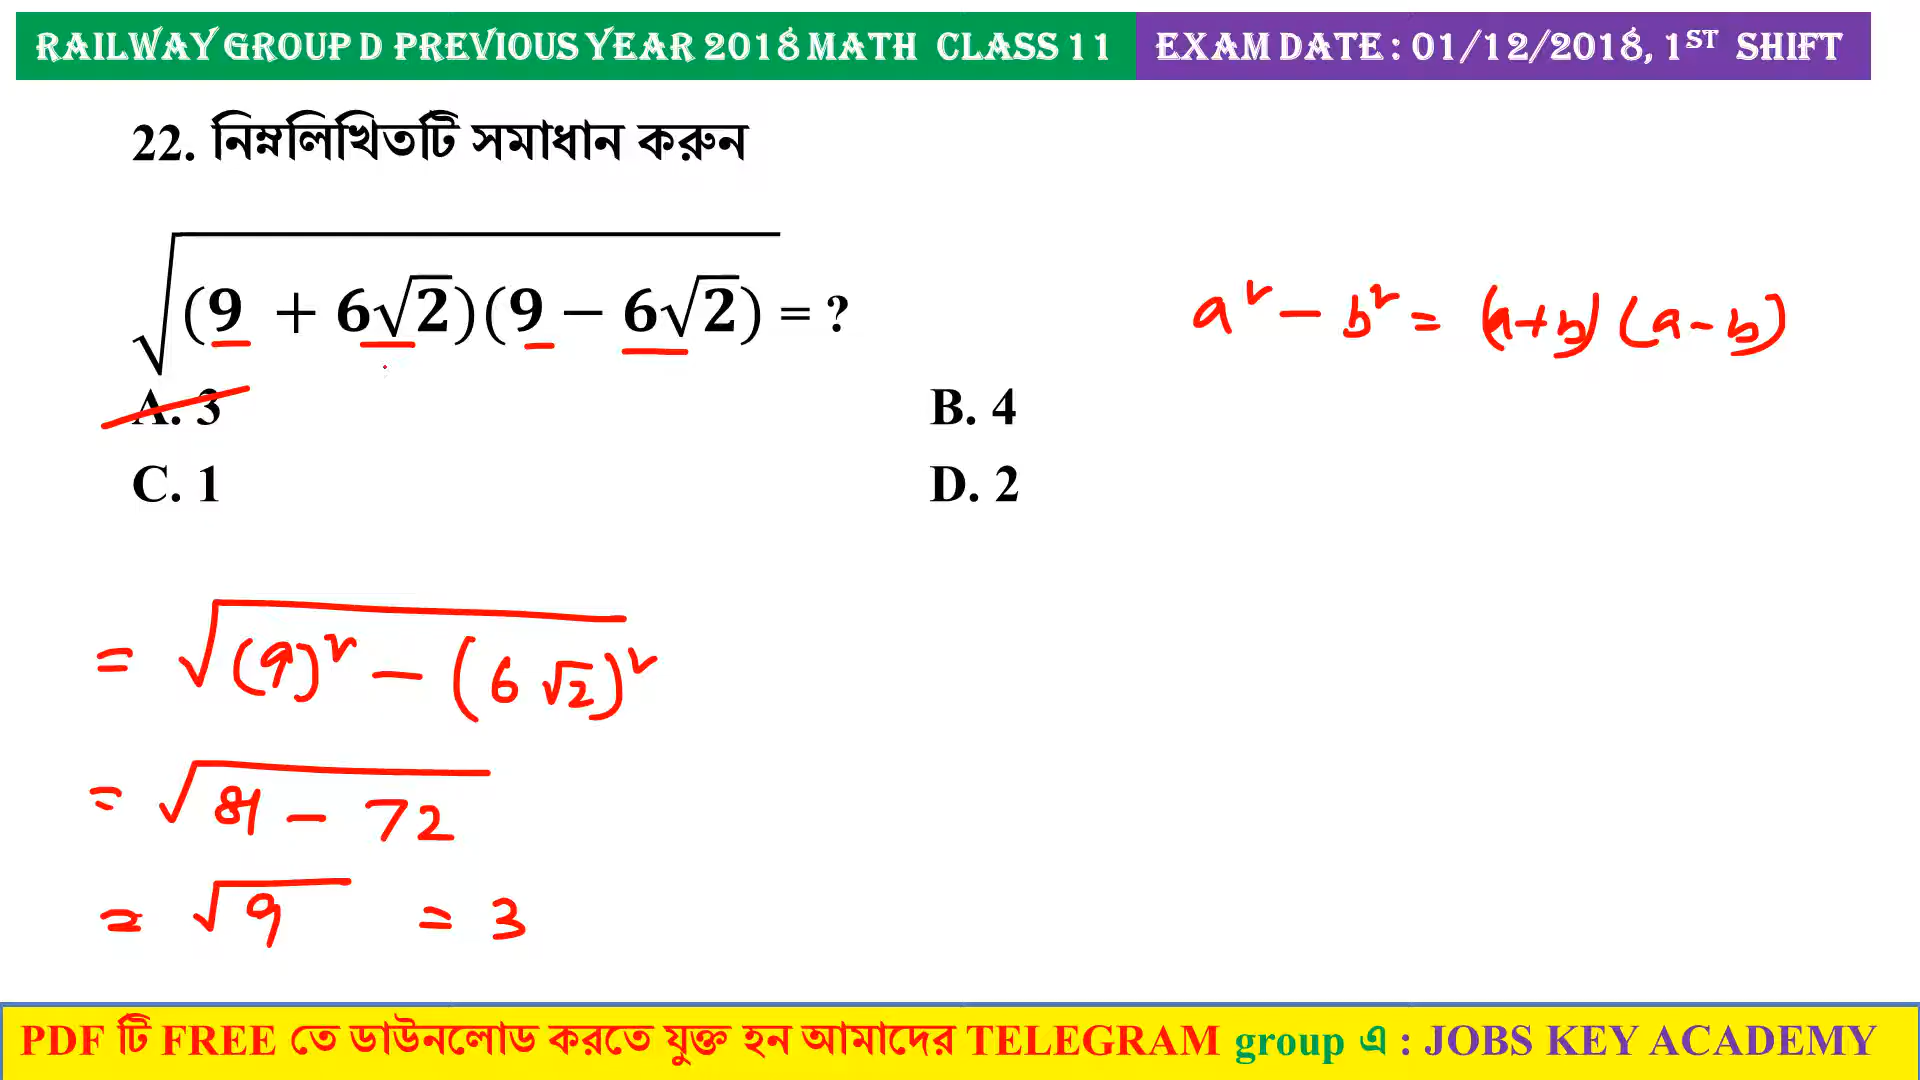 RAILWAY GROUP D PREVIOUS YEAR 2018 MATH CLASS 11 EXAM DATE : 01/12/2018, 1ST SHIFT
22. নিম্নলিখিতটি সমাধান করুন
√(9 + 6√2)(9 − 6√2) = ?
a² − b² = (a+b) (a−b)
A. 3 B. 4
C. 1 D. 2
= √(9)² − (6√2)²
= √81 − 72
= √9 = 3
PDF টি FREE তে ডাউনলোড করতে যুক্ত হন আমাদের TELEGRAM group এ : JOBS KEY ACADEMY